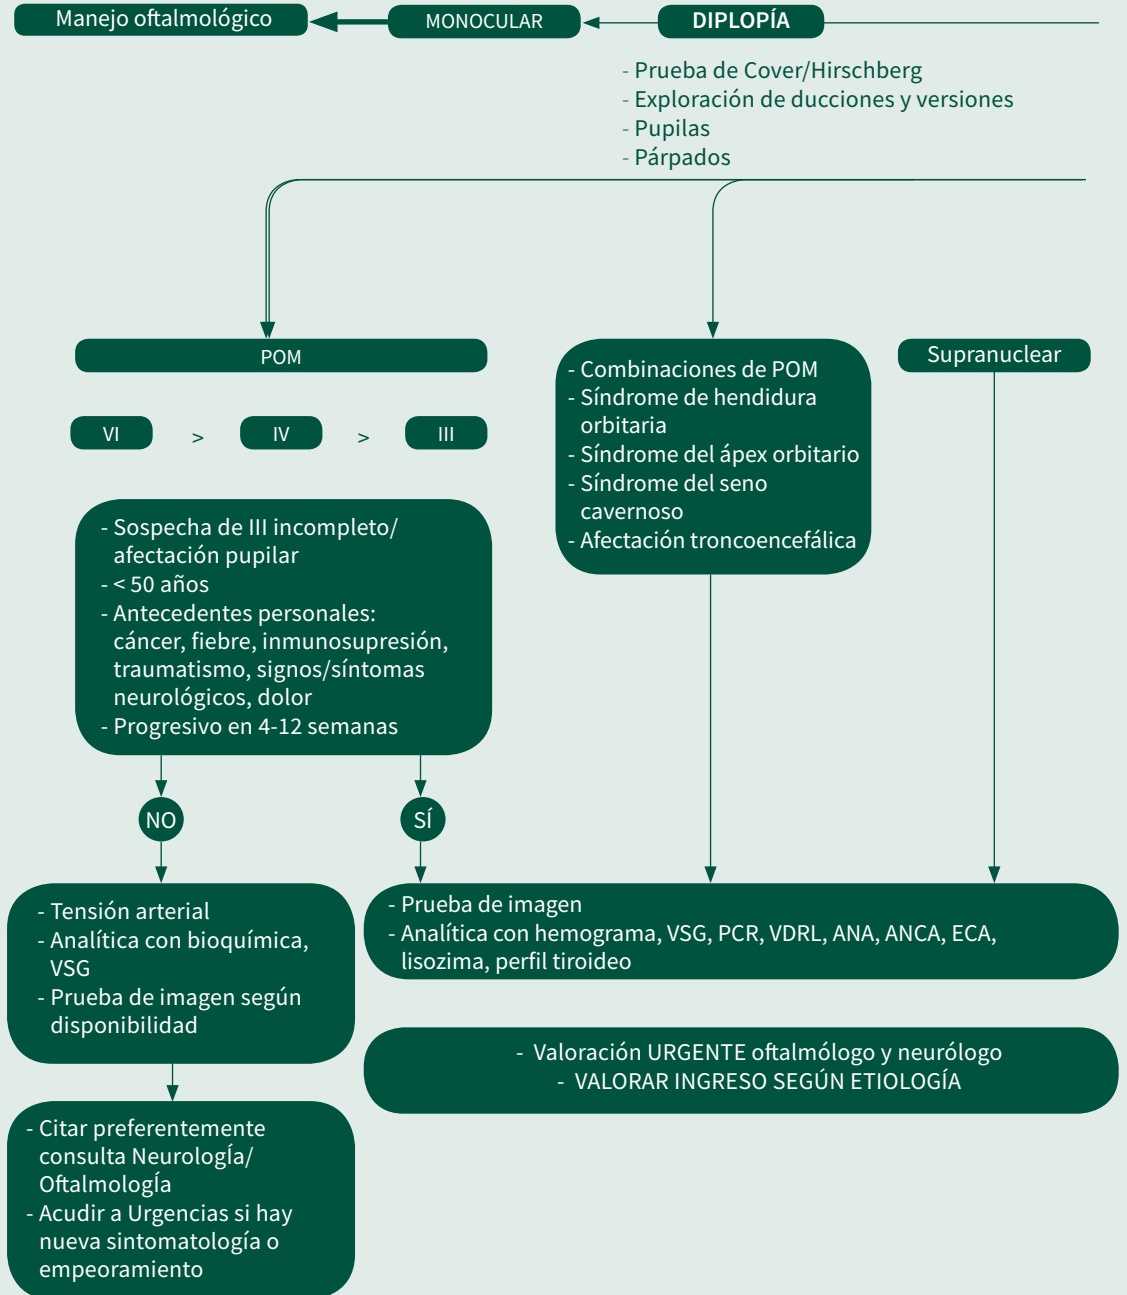 Manejo oftalmológico
MONOCULAR
DIPLOPÍA
- Prueba de Cover/Hirschberg
- Exploración de ducciones y versiones
- Pupilas
- Párpados
POM
VI > IV > III
- Sospecha de III incompleto/
afectación pupilar
- < 50 años
- Antecedentes personales:
cáncer, fiebre, inmunosupresión,
traumatismo, signos/síntomas
neurológicos, dolor
- Progresivo en 4-12 semanas
- Combinaciones de POM
- Síndrome de hendidura
orbitaria
- Síndrome del ápex orbitario
- Síndrome del seno
cavernoso
- Afectación troncoencefálica
Supranuclear
NO
SÍ
- Tensión arterial
- Analítica con bioquímica,
VSG
- Prueba de imagen según
disponibilidad
- Prueba de imagen
- Analítica con hemograma, VSG, PCR, VDRL, ANA, ANCA, ECA,
lisozima, perfil tiroideo
- Valoración URGENTE oftalmólogo y neurólogo
- VALORAR INGRESO SEGÚN ETIOLOGÍA
- Citar preferentemente
consulta NeurologÍa/
OftalmologÍa
- Acudir a Urgencias si hay
nueva sintomatología o
empeoramiento